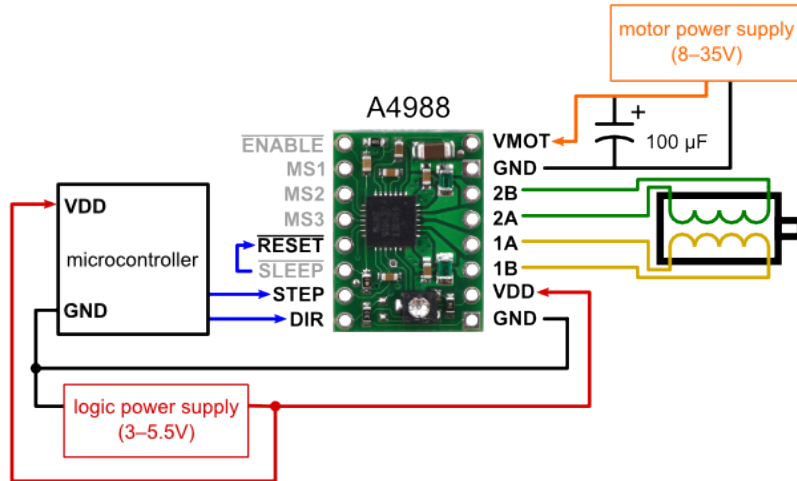 motor power supply
(8–35V)
A4988
ENABLE
MS1
MS2
MS3
RESET
SLEEP
STEP
DIR
VMOT
GND
2B
2A
1A
1B
VDD
GND
+
100 µF
VDD
microcontroller
GND
logic power supply
(3–5.5V)